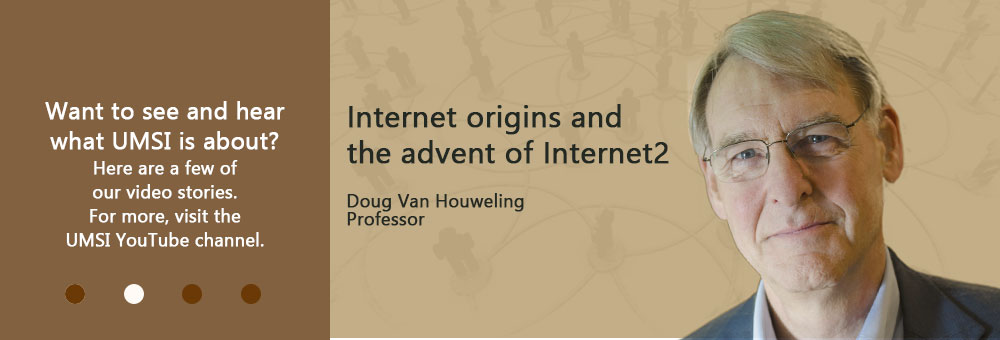 Want to see and hear
what UMSI is about?
Here are a few of
our video stories.
For more, visit the
UMSI YouTube channel.
Internet origins and
the advent of Internet2
Doug Van Houweling
Professor